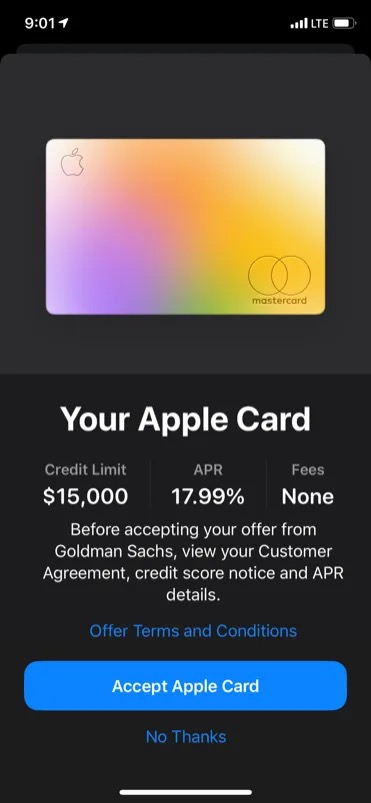 9:01 LTE
mastercard
Your Apple Card
Credit Limit APR Fees
$15,000 17.99% None
Before accepting your offer from
Goldman Sachs, view your Customer
Agreement, credit score notice and APR
details.
Offer Terms and Conditions
Accept Apple Card
No Thanks